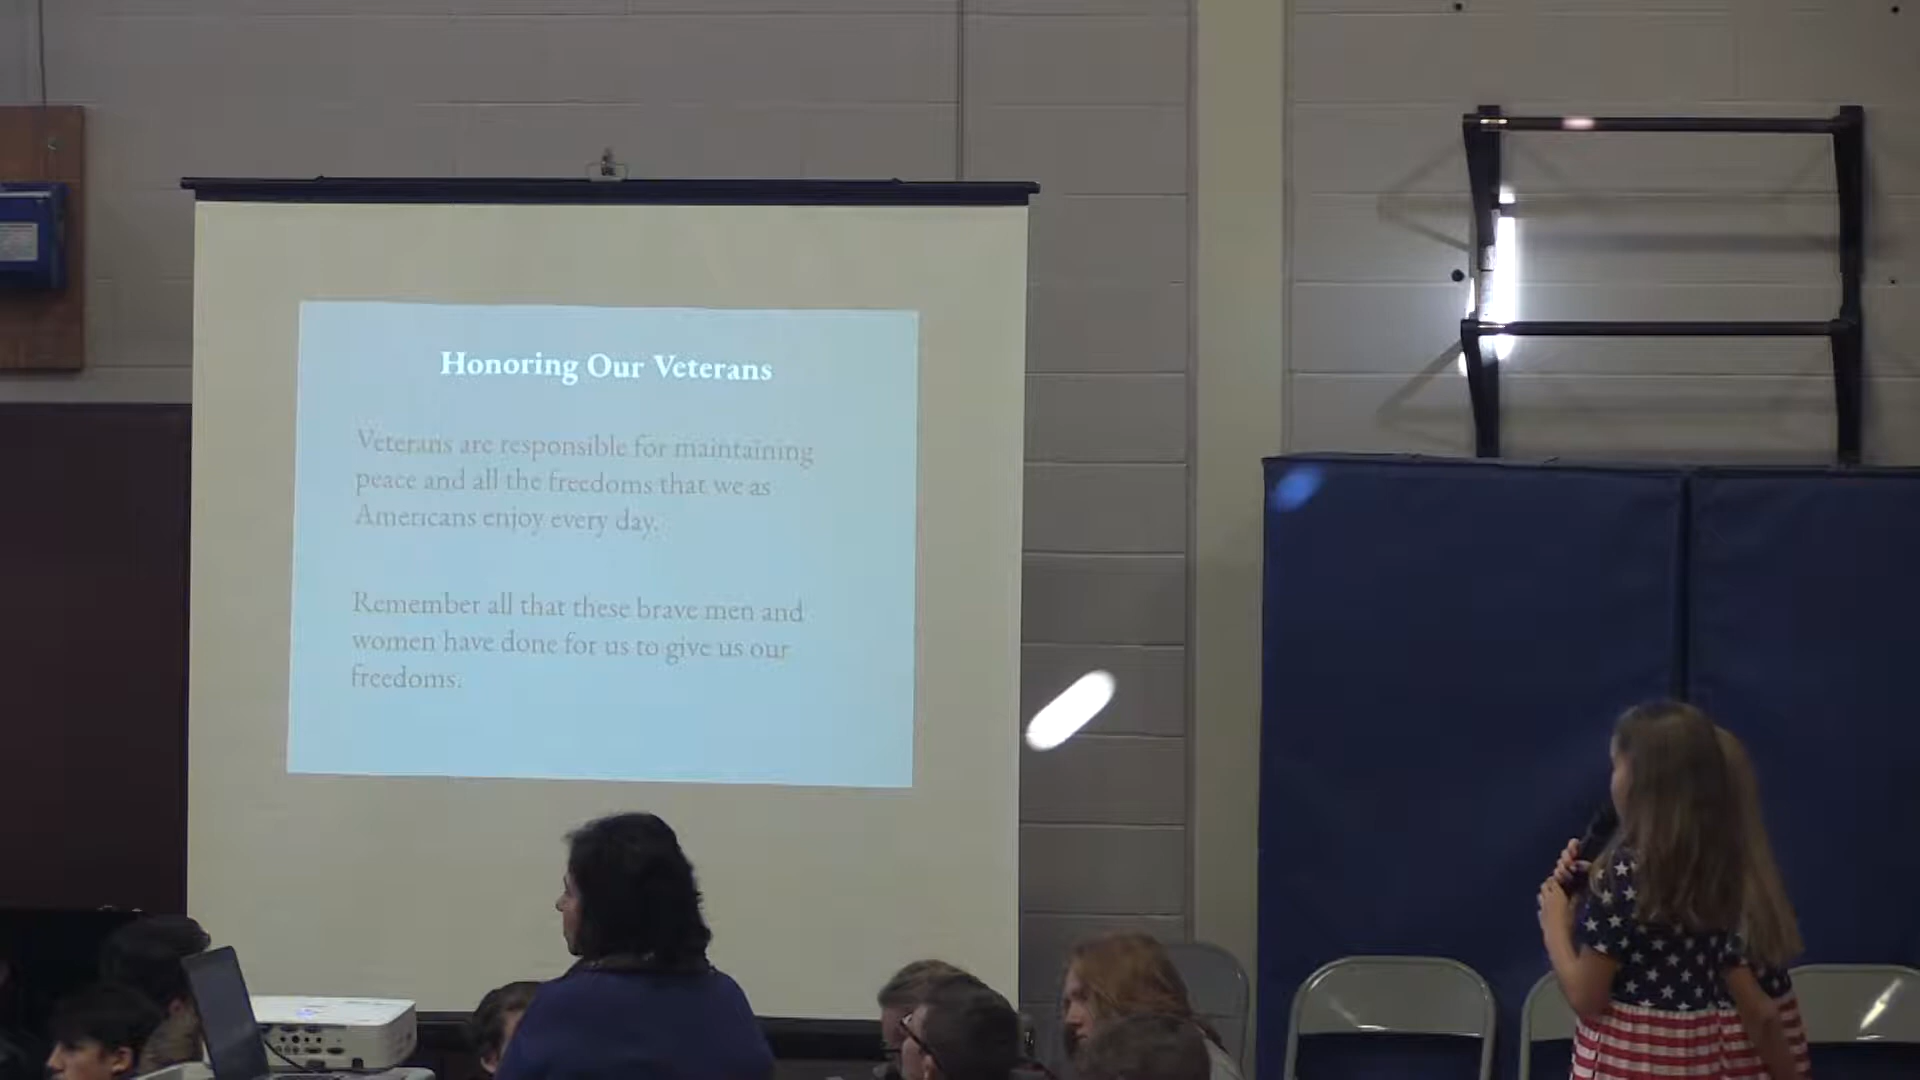 Honoring Our Veterans
Veterans are responsible for maintaining
peace and all the freedoms that we as
Americans enjoy every day.
Remember all that these brave men and
women have done for us to give us our
freedoms.